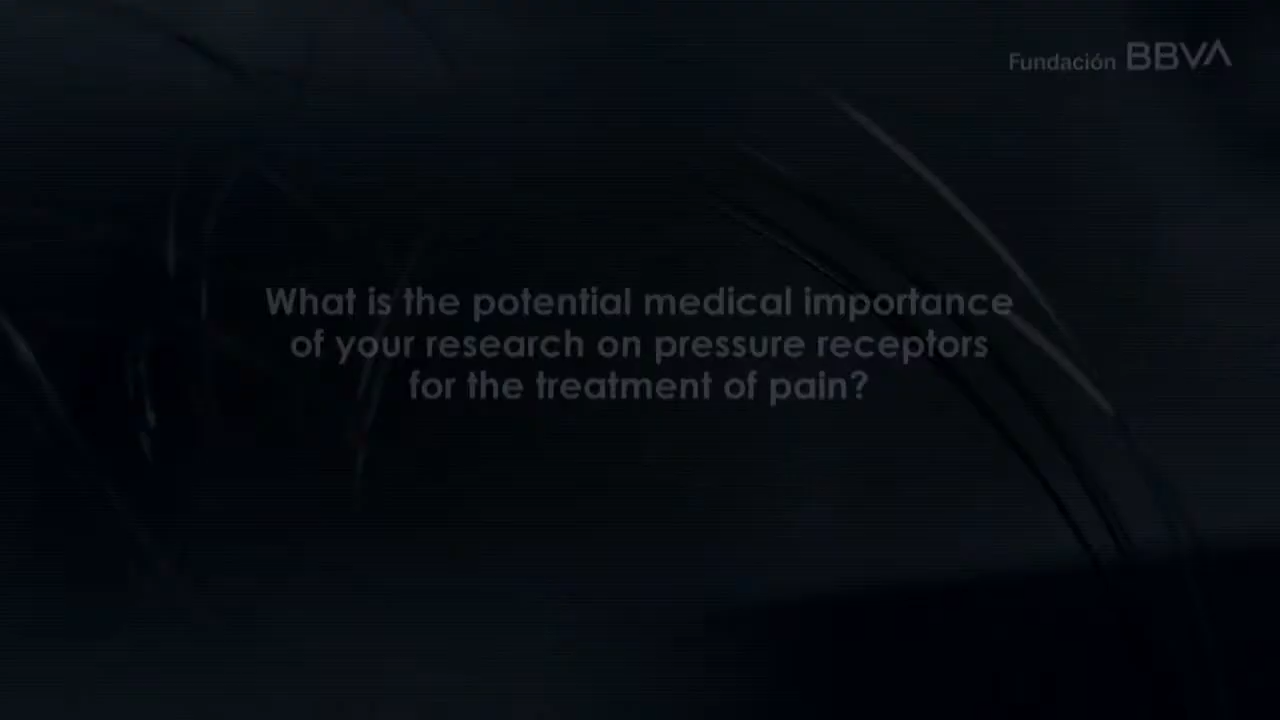 Fundación BBVA
What is the potential medical importance
of your research on pressure receptors
for the treatment of pain?